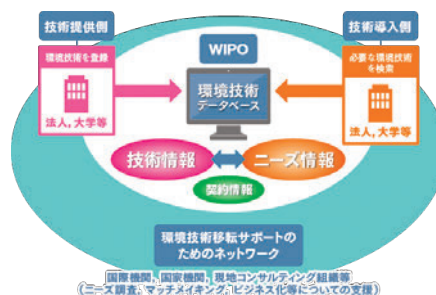 技術提供側
環境技術を登録
法人，大学等
WIPO
環境技術
データベース
技術導入側
必要な環境技術
を検索
法人，大学等
技術情報
ニーズ情報
契約情報
環境技術移転サポートの
ためのネットワーク
国際機関、国家機関、現地コンサルティング組織等
（ニーズ調査、マッチメイキング、ビジネス化等についての支援）